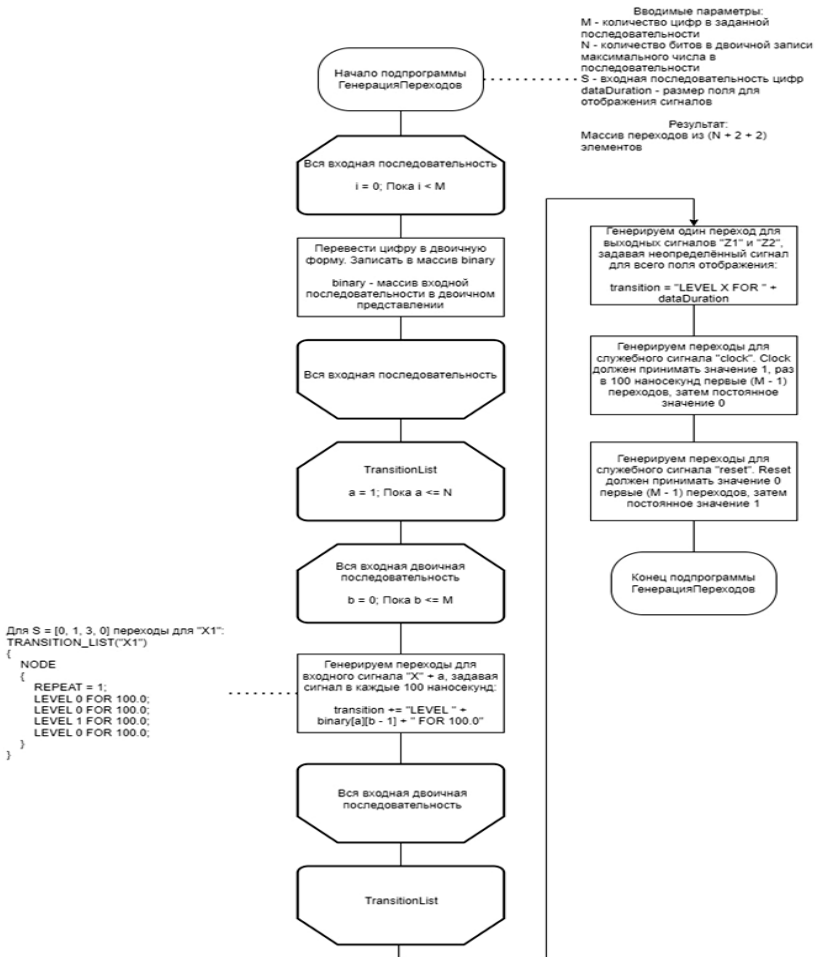 Вводимые параметры:
M - количество цифр в заданной
последовательности
N - количество битов в двоичной записи
максимального числа в
последовательности
S - входная последовательность цифр
dataDuration - размер поля для
отображения сигналов
Результат:
Массив переходов из (N + 2 + 2)
элементов
Начало подпрограммы
ГенерацияПереходов
Вся входная последовательность
i = 0; Пока i < M
Перевести цифру в двоичную
форму. Записать в массив binary
binary - массив входной
последовательности в двоичном
представлении
Вся входная последовательность
TransitionList
a = 1; Пока a <= N
Вся входная двоичная
последовательность
b = 0; Пока b <= M
Для S = [0, 1, 3, 0] переходы для "X1":
TRANSITION_LIST("X1")
{
NODE
{
REPEAT = 1;
LEVEL 0 FOR 100.0;
LEVEL 0 FOR 100.0;
LEVEL 1 FOR 100.0;
LEVEL 0 FOR 100.0;
}
}
Генерируем переходы для
входного сигнала "X" + a, задавая
сигнал в каждые 100 наносекунд:
transition += "LEVEL " +
binary[a][b - 1] + " FOR 100.0"
Вся входная двоичная
последовательность
TransitionList
Генерируем один переход для
выходных сигналов "Z1" и "Z2",
задавая неопределённый сигнал
для всего поля отображения:
transition = "LEVEL X FOR " +
dataDuration
Генерируем переходы для
служебного сигнала "clock". Clock
должен принимать значение 1, раз
в 100 наносекунд первые (M - 1)
переходов, затем постоянное
значение 0
Генерируем переходы для
служебного сигнала "reset". Reset
должен принимать значение 0
первые (M - 1) переходов, затем
постоянное значение 1
Конец подпрограммы
ГенерацияПереходов